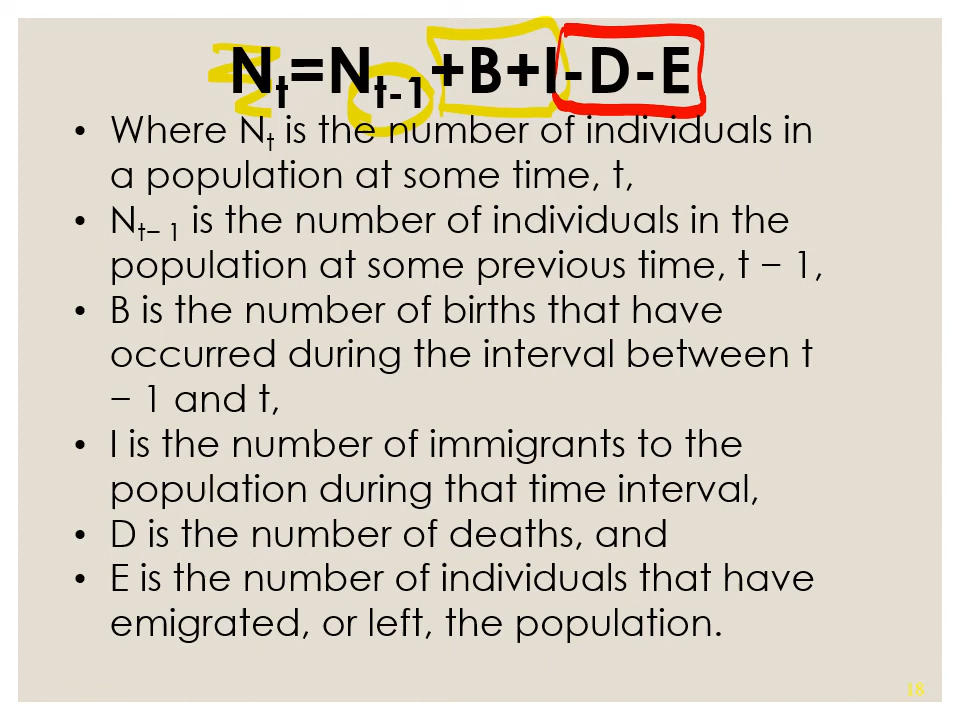 Nt=Nt-1+B+I-D-E
• Where Nt is the number of individuals in
a population at some time, t,
• Nt− 1 is the number of individuals in the
population at some previous time, t − 1,
• B is the number of births that have
occurred during the interval between t
− 1 and t,
• I is the number of immigrants to the
population during that time interval,
• D is the number of deaths, and
• E is the number of individuals that have
emigrated, or left, the population.
18